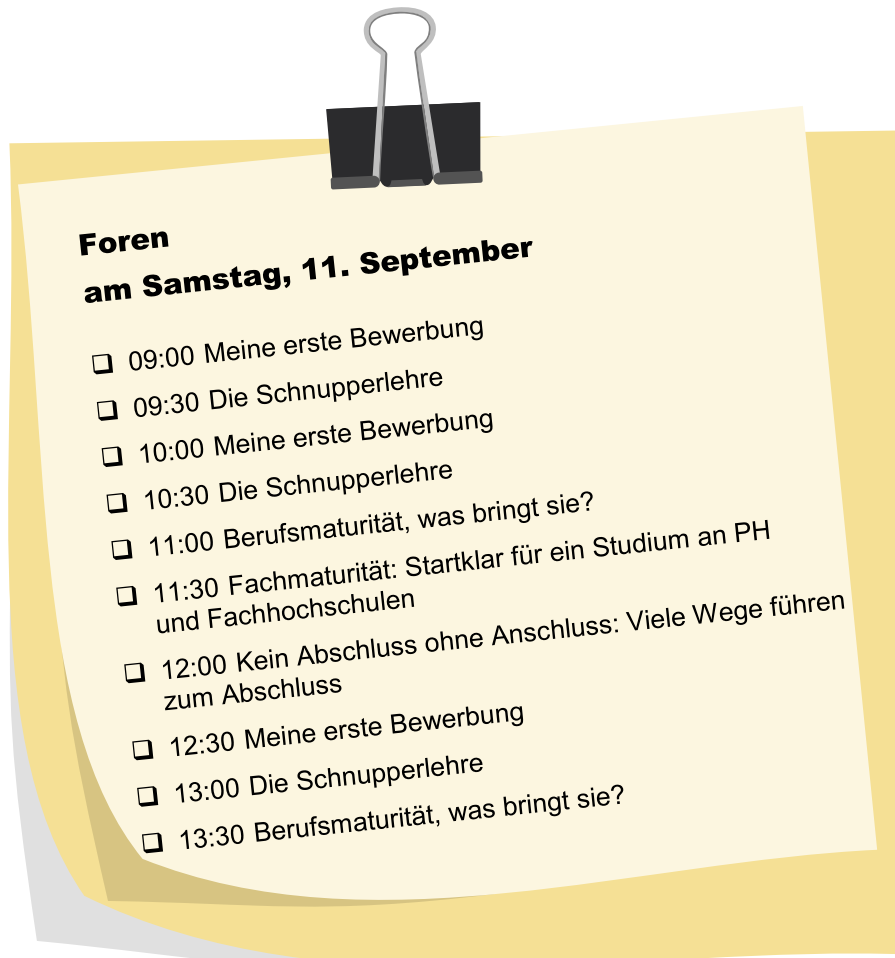 Foren
am Samstag, 11. September
❑ 09:00 Meine erste Bewerbung
❑ 09:30 Die Schnupperlehre
❑ 10:00 Meine erste Bewerbung
❑ 10:30 Die Schnupperlehre
❑ 11:00 Berufsmaturität, was bringt sie?
❑ 11:30 Fachmaturität: Startklar für ein Studium an PH
und Fachhochschulen
❑ 12:00 Kein Abschluss ohne Anschluss: Viele Wege führen
zum Abschluss
❑ 12:30 Meine erste Bewerbung
❑ 13:00 Die Schnupperlehre
❑ 13:30 Berufsmaturität, was bringt sie?